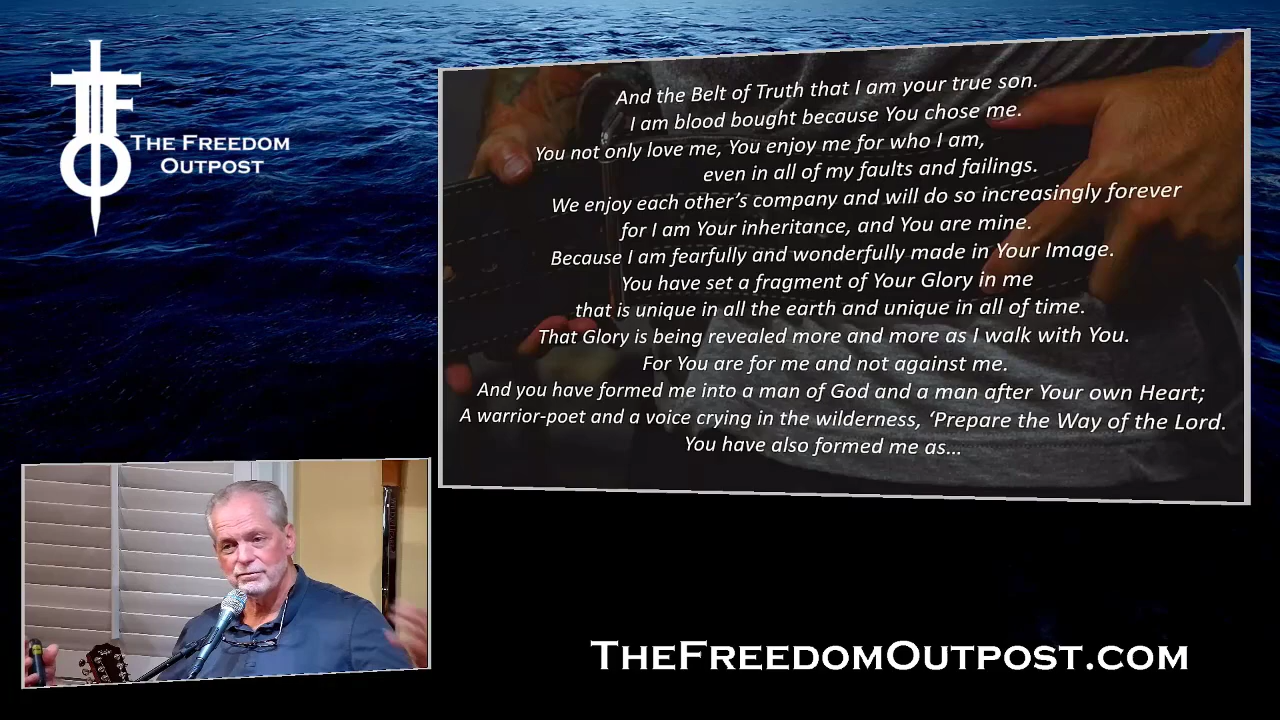 The Freedom
Outpost
And the Belt of Truth that I am your true son.
I am blood bought because You chose me.
You not only love me, You enjoy me for who I am,
even in all of my faults and failings.
We enjoy each other's company and will do so increasingly forever
for I am Your inheritance, and You are mine.
Because I am fearfully and wonderfully made in Your Image.
You have set a fragment of Your Glory in me
that is unique in all the earth and unique in all of time.
That Glory is being revealed more and more as I walk with You.
For You are for me and not against me.
And you have formed me into a man of God and a man after Your own Heart;
A warrior-poet and a voice crying in the wilderness, ‘Prepare the Way of the Lord.
You have also formed me as…
TheFreedomOutpost.com